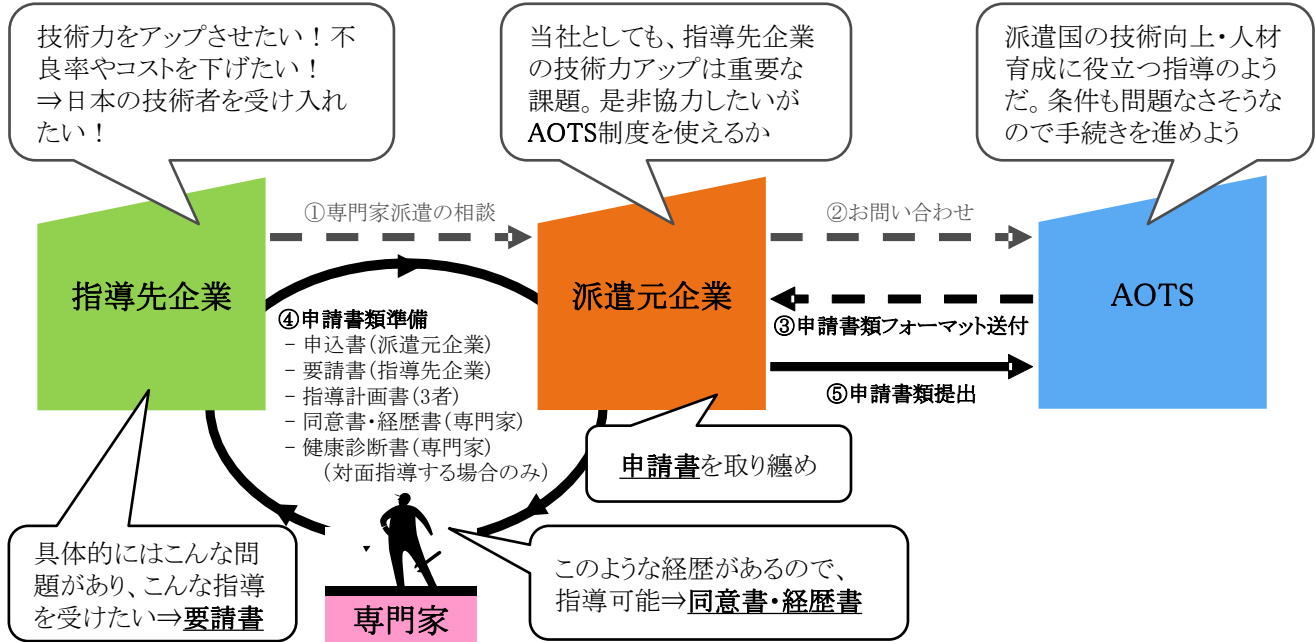 技術力をアップさせたい！不
良率やコストを下げたい！
⇒日本の技術者を受け入れ
たい！
当社としても、指導先企業
の技術力アップは重要な
課題。是非協力したいが
AOTS制度を使えるか
派遣国の技術向上・人材
育成に役立つ指導のよう
だ。条件も問題なさそうな
ので手続きを進めよう
①専門家派遣の相談
②お問い合わせ
指導先企業
派遣元企業
AOTS
③申請書類フォーマット送付
④申請書類準備
− 申込書（派遣元企業）
− 要請書（指導先企業）
− 指導計画書（3者）
− 同意書・経歴書（専門家）
− 健康診断書（専門家）
（対面指導する場合のみ）
⑤申請書類提出
申請書を取り纏め
具体的にはこんな問
題があり、こんな指導
を受けたい⇒要請書
このような経歴があるので、
指導可能⇒同意書・経歴書
専門家